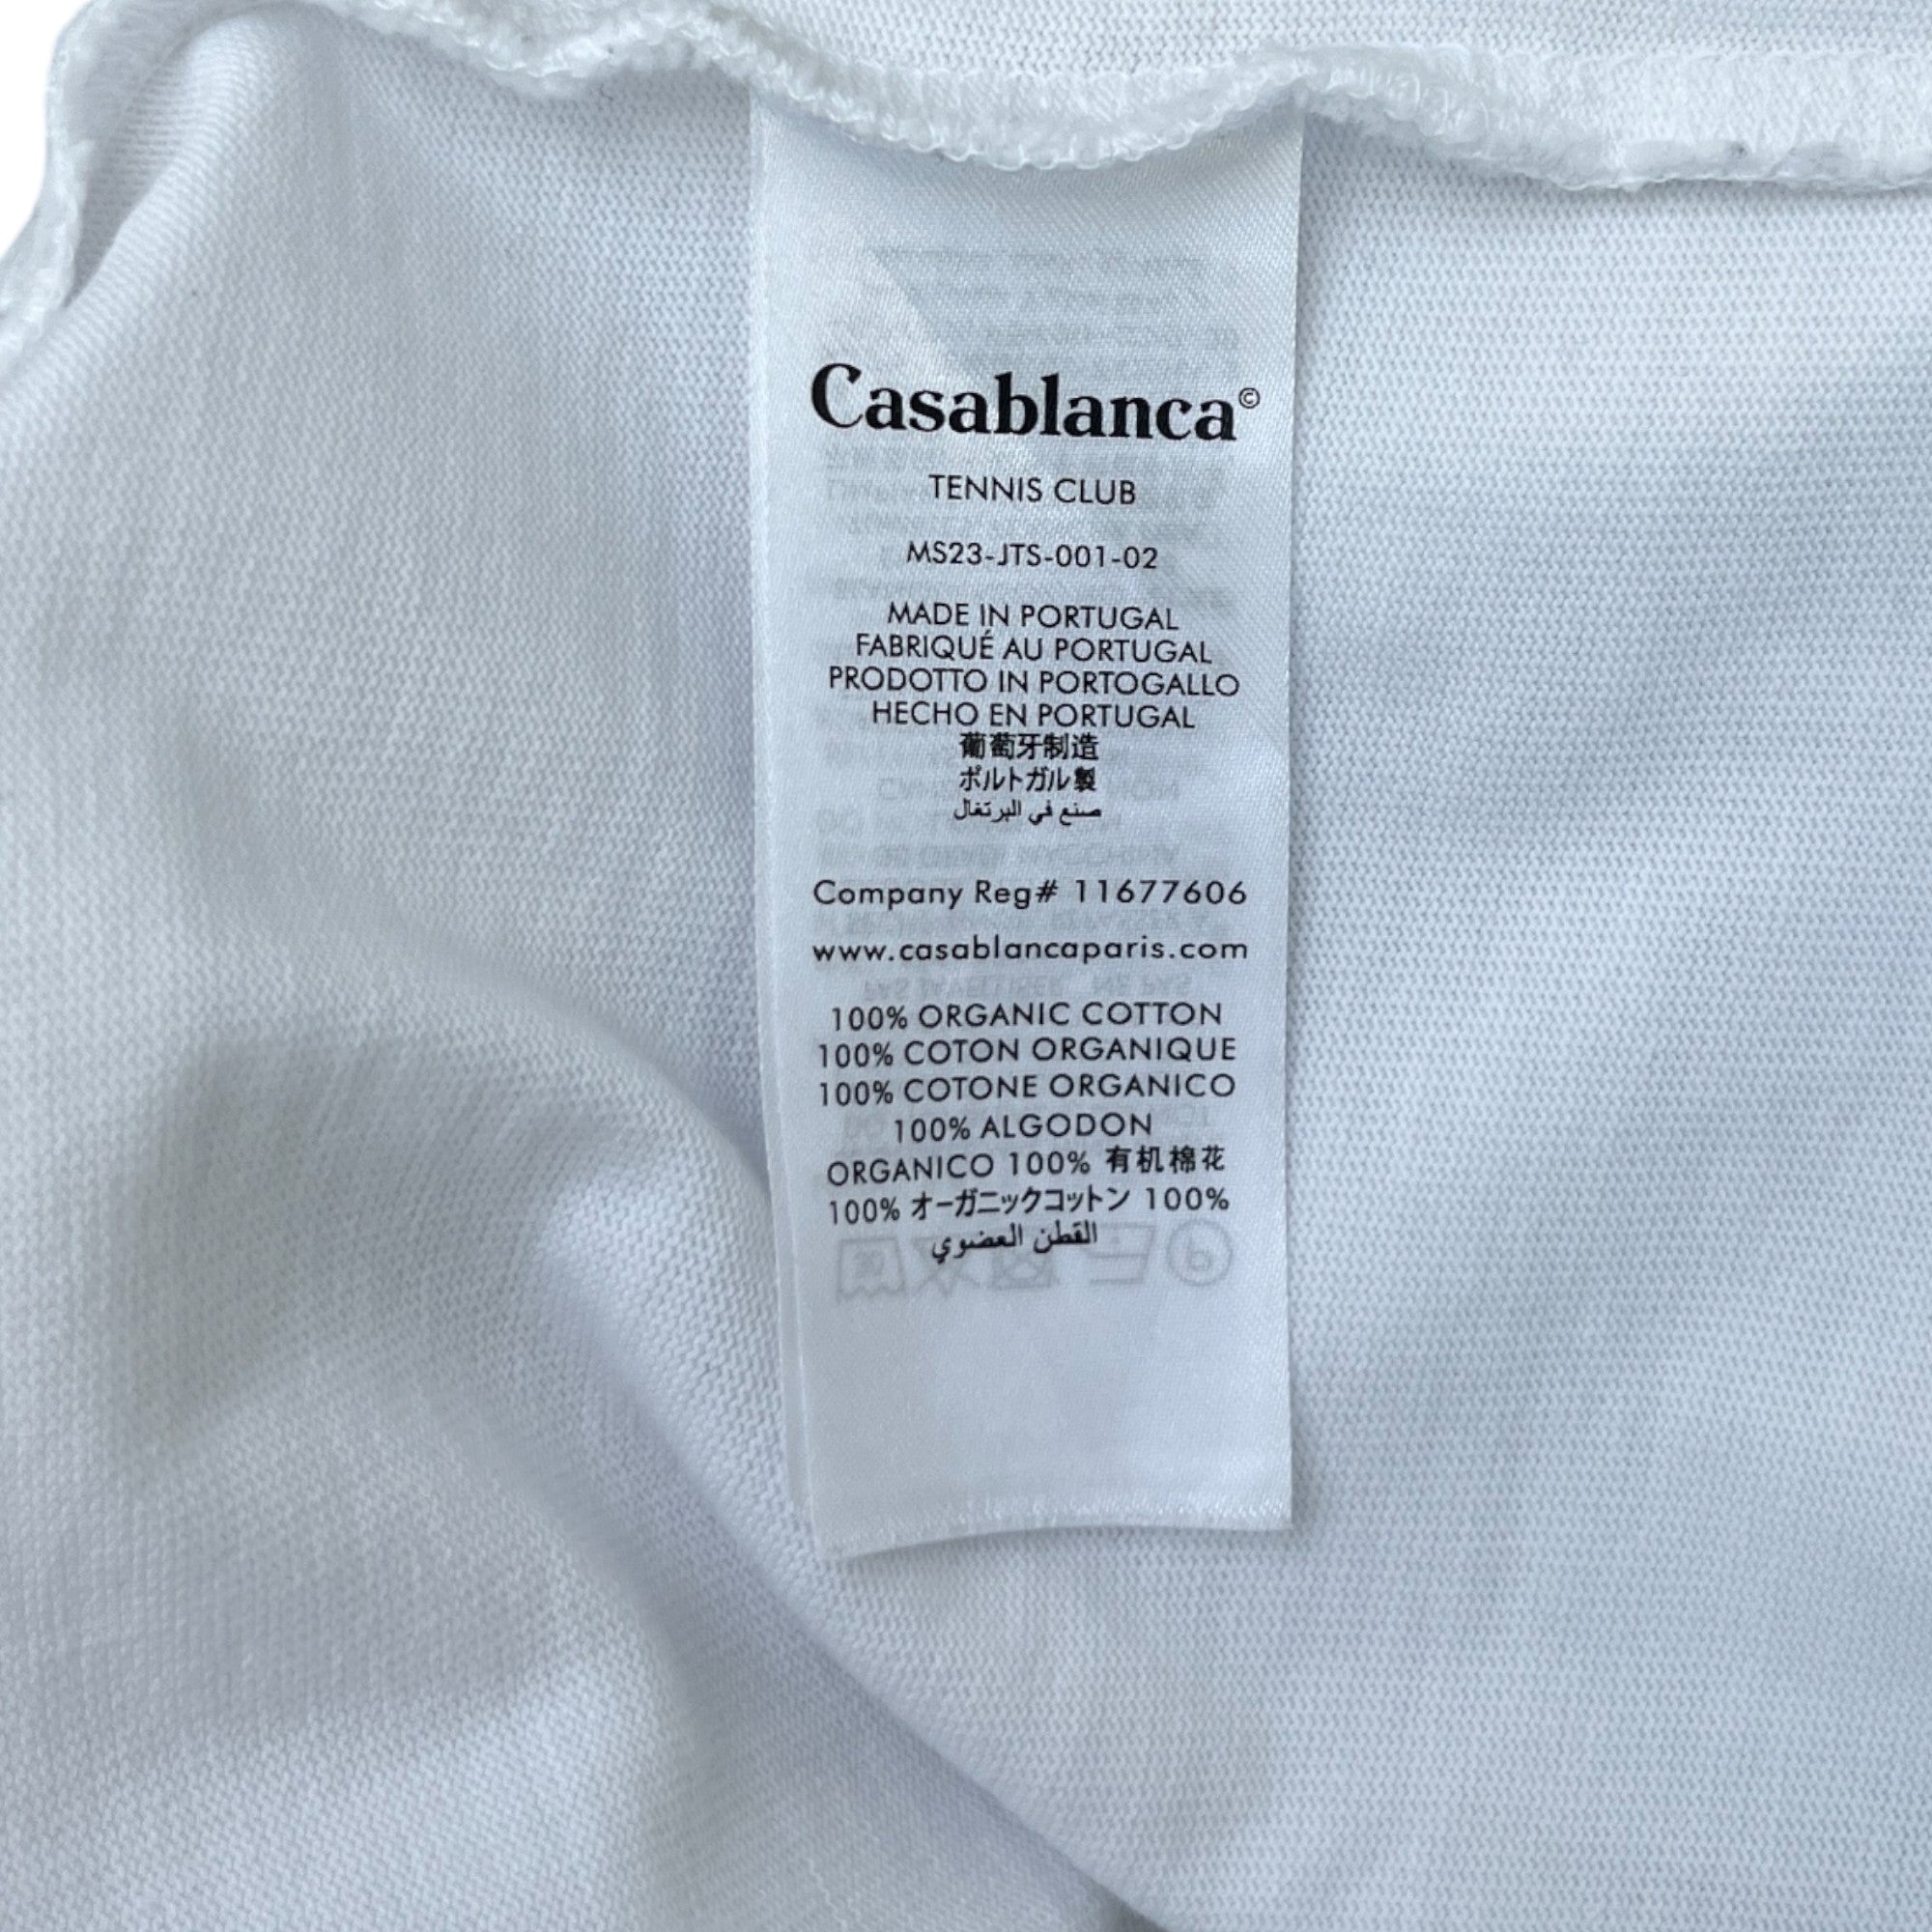 Casablanca©
TENNIS CLUB
MS23-JTS-001-02
MADE IN PORTUGAL
FABRIQUÉ AU PORTUGAL
PRODOTTO IN PORTOGALLO
HECHO EN PORTUGAL
葡萄牙制造
ポルトガル製
صنع في البرتغال
Company Reg# 11677606
www.casablancaparis.com
100% ORGANIC COTTON
100% COTON ORGANIQUE
100% COTONE ORGANICO
100% ALGODON
ORGANICO 100% 有机棉花
100% オーガニックコットン 100%
القطن العضوي